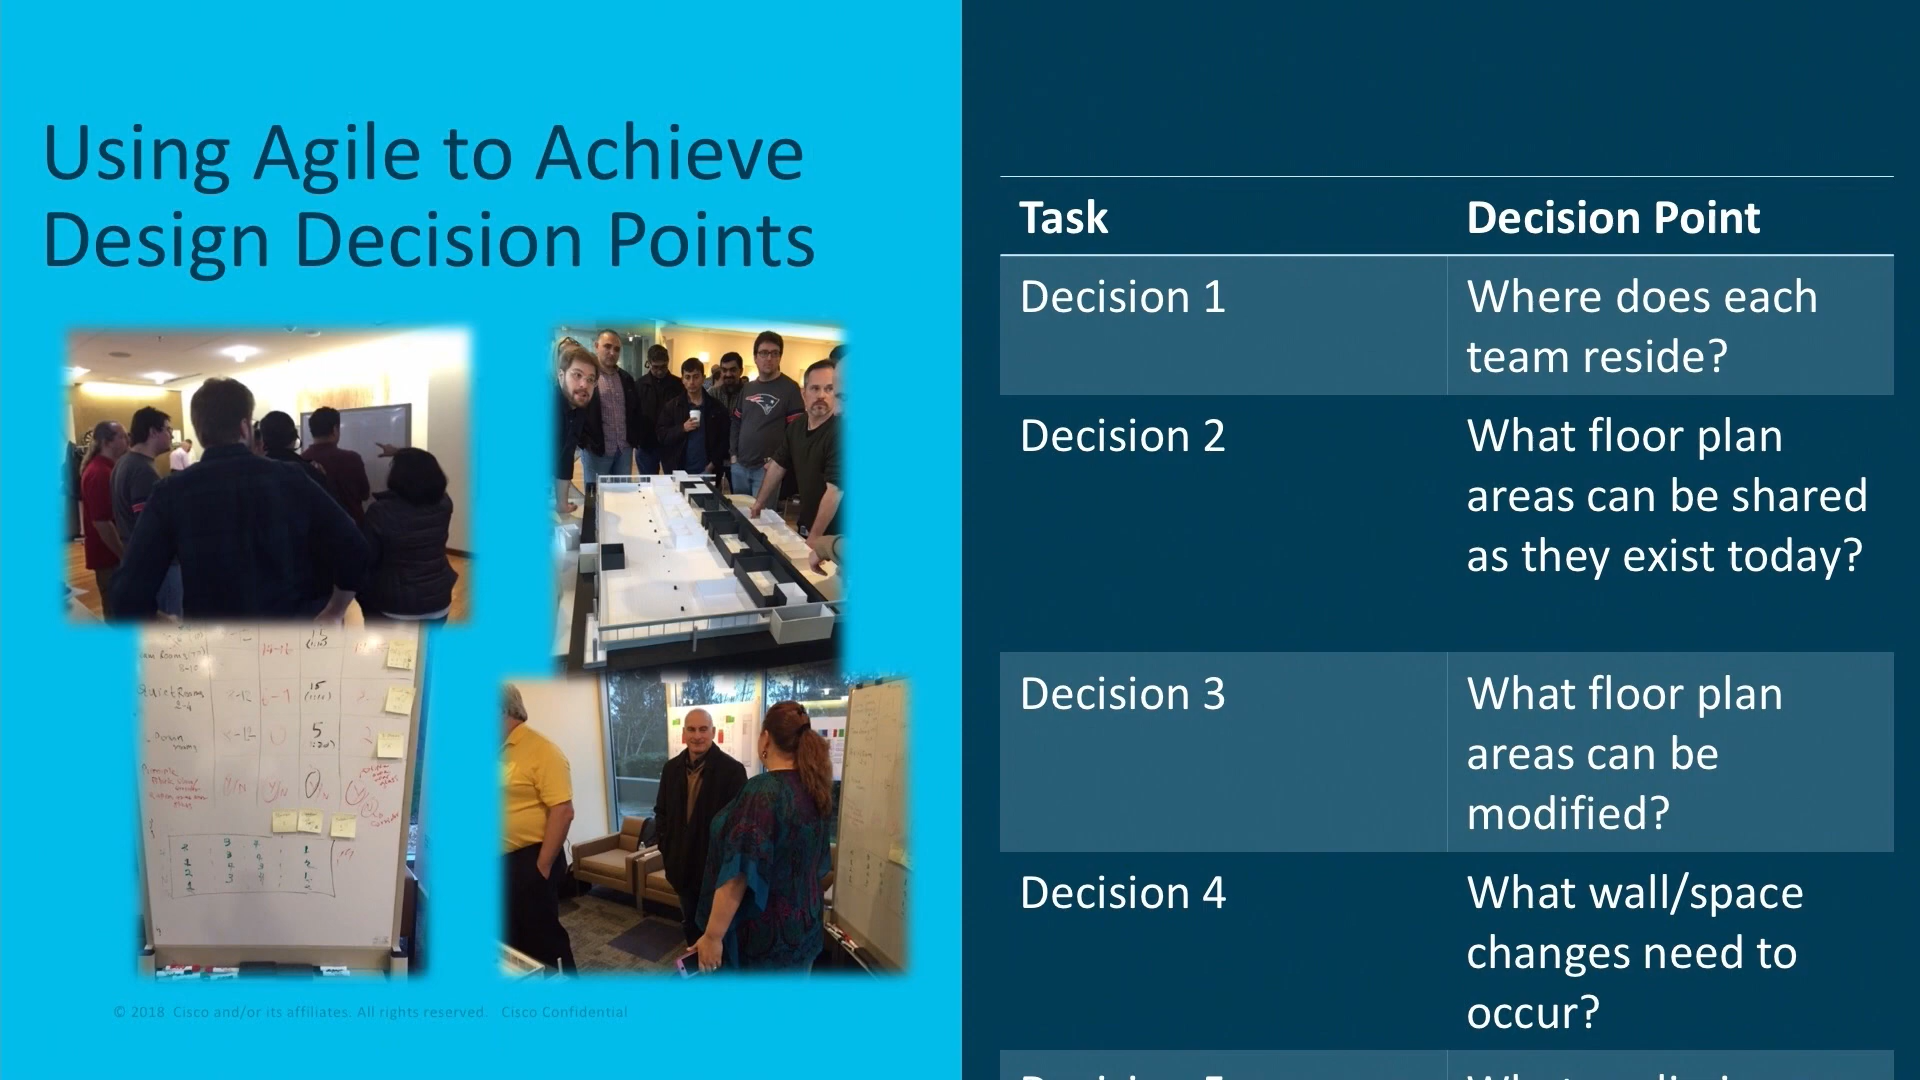 Using Agile to Achieve
Design Decision Points
© 2018 Cisco and/or its affiliates. All rights reserved. Cisco Confidential
Task Decision Point
Decision 1 Where does each
team reside?
Decision 2 What floor plan
areas can be shared
as they exist today?
Decision 3 What floor plan
areas can be
modified?
Decision 4 What wall/space
changes need to
occur?